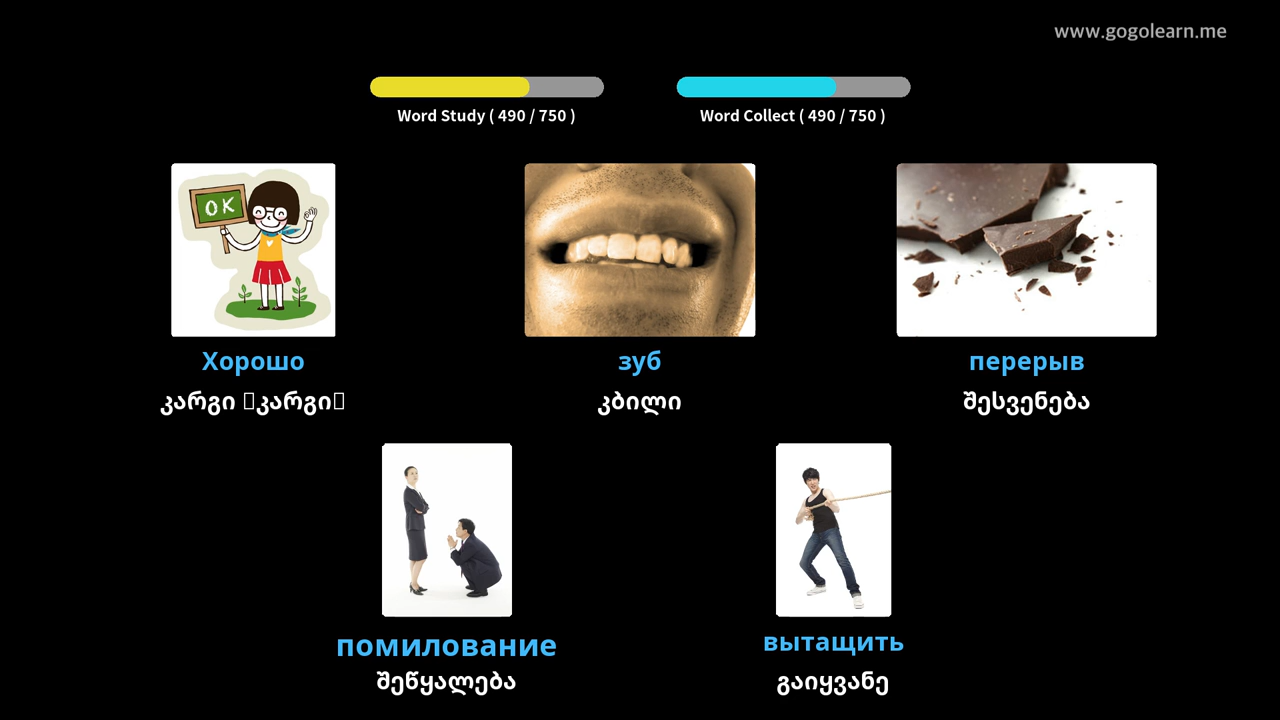 www.gogolearn.me
Word Study ( 490 / 750 )
Word Collect ( 490 / 750 )
OK
Хорошо
зуб
перерыв
კარგი ▯კარგი▯
კბილი
შესვენება
помилование
вытащить
შეწყალება
გაიყვანე